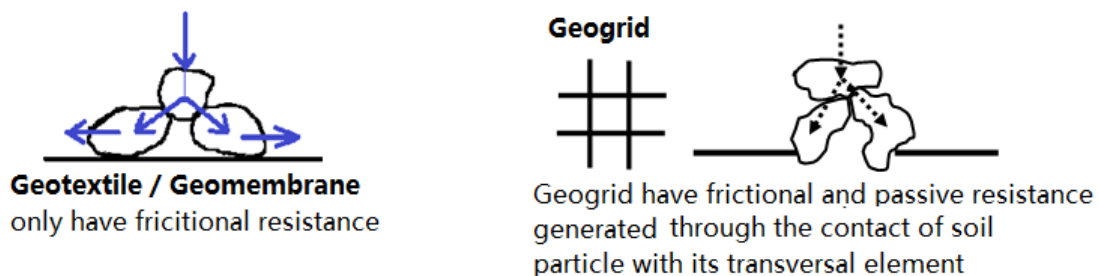 Geotextile / Geomembrane
only have fricitional resistance
Geogrid
Geogrid have frictional and passive resistance
generated through the contact of soil
particle with its transversal element